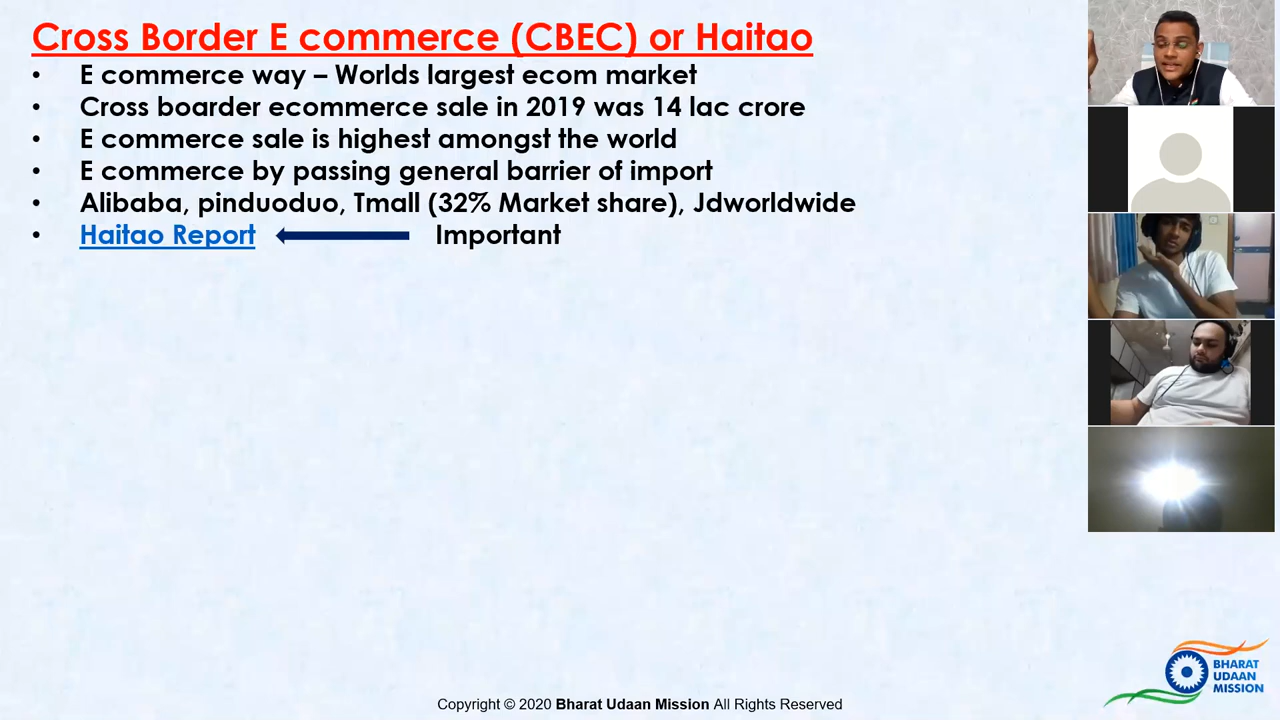 Cross Border E commerce (CBEC) or Haitao
• E commerce way – Worlds largest ecom market
• Cross boarder ecommerce sale in 2019 was 14 lac crore
• E commerce sale is highest amongst the world
• E commerce by passing general barrier of import
• Alibaba, pinduoduo, Tmall (32% Market share), Jdworldwide
• Haitao Report Important
BHARAT
UDAAN
MISSION
Copyright © 2020 Bharat Udaan Mission All Rights Reserved